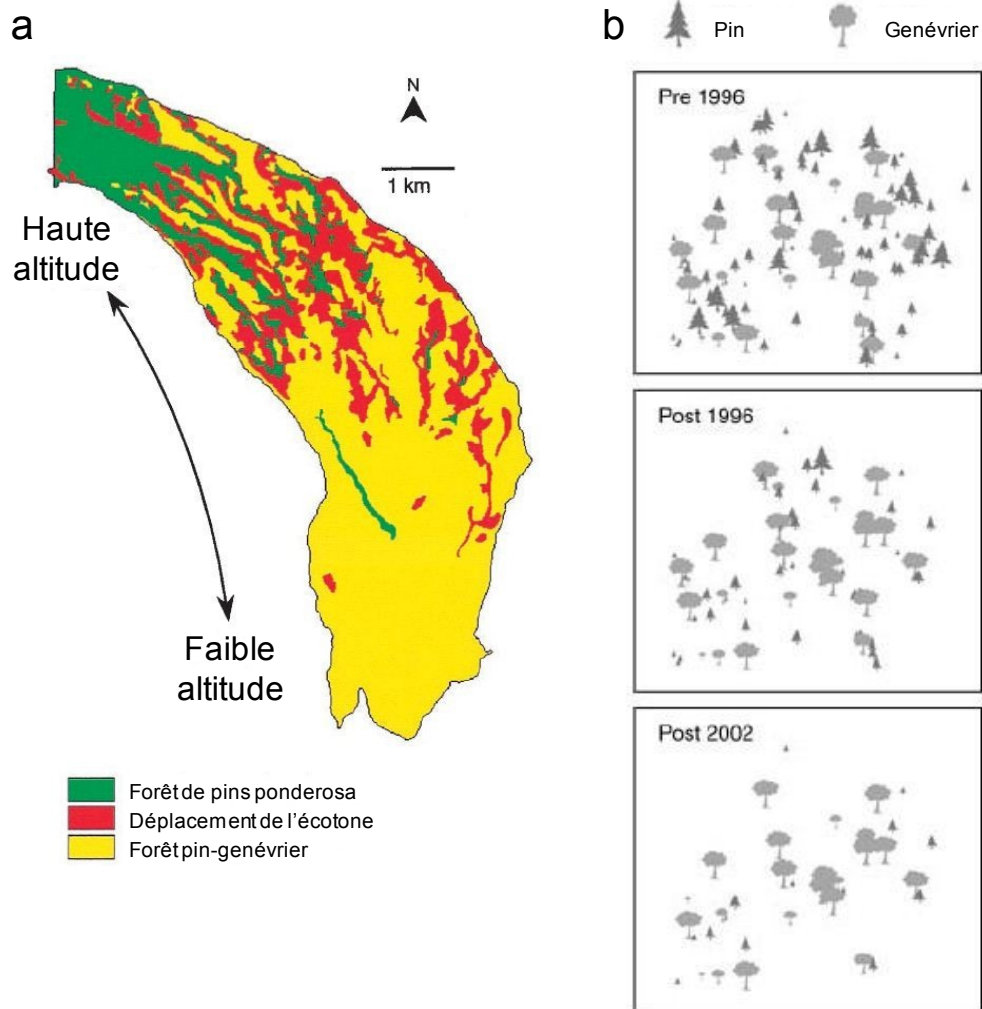 a
N
1 km
Haute
altitude
Faible
altitude
Forêt de pins ponderosa
Déplacement de l'écotone
Forêt pin-genévrier
b
Pin
Genévrier
Pre 1996
Post 1996
Post 2002